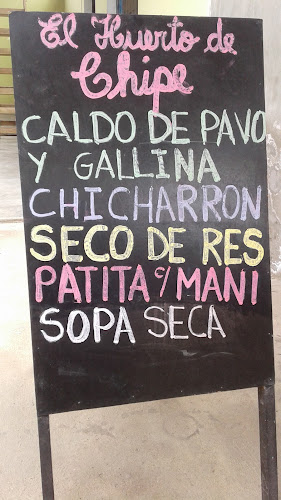 El Huerto de
Chipe
CALDO DE PAVO
Y GALLINA
CHICHARRON
SECO DE RES
PATITA c/ MANI
SOPA SECA